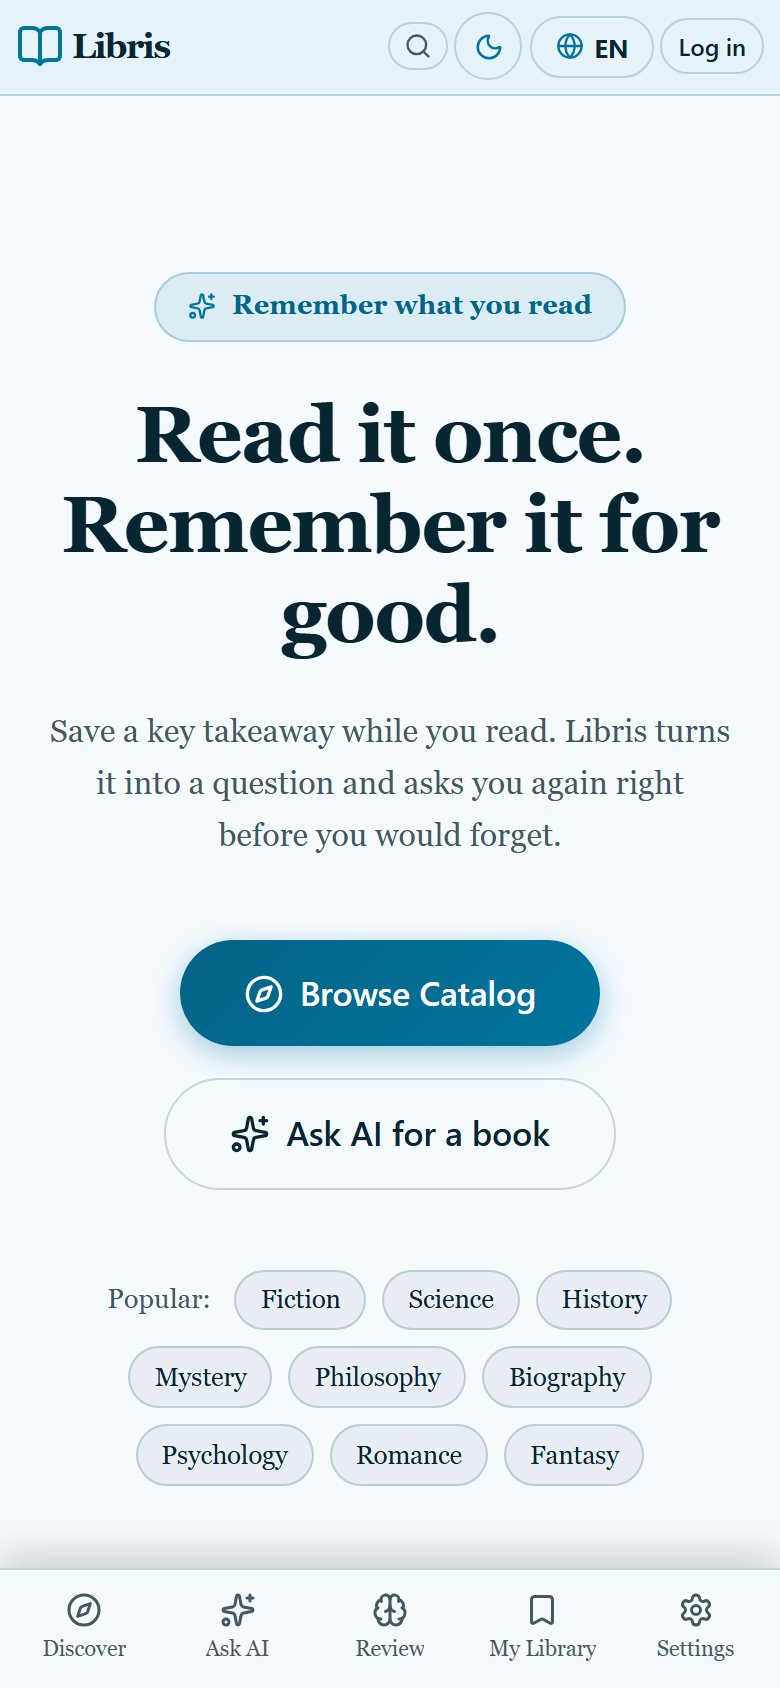 Libris
EN
Log in
Remember what you read
Read it once.
Remember it for
good.
Save a key takeaway while you read. Libris turns
it into a question and asks you again right
before you would forget.
Browse Catalog
Ask AI for a book
Popular: Fiction Science History
Mystery Philosophy Biography
Psychology Romance Fantasy
Discover Ask AI Review My Library Settings